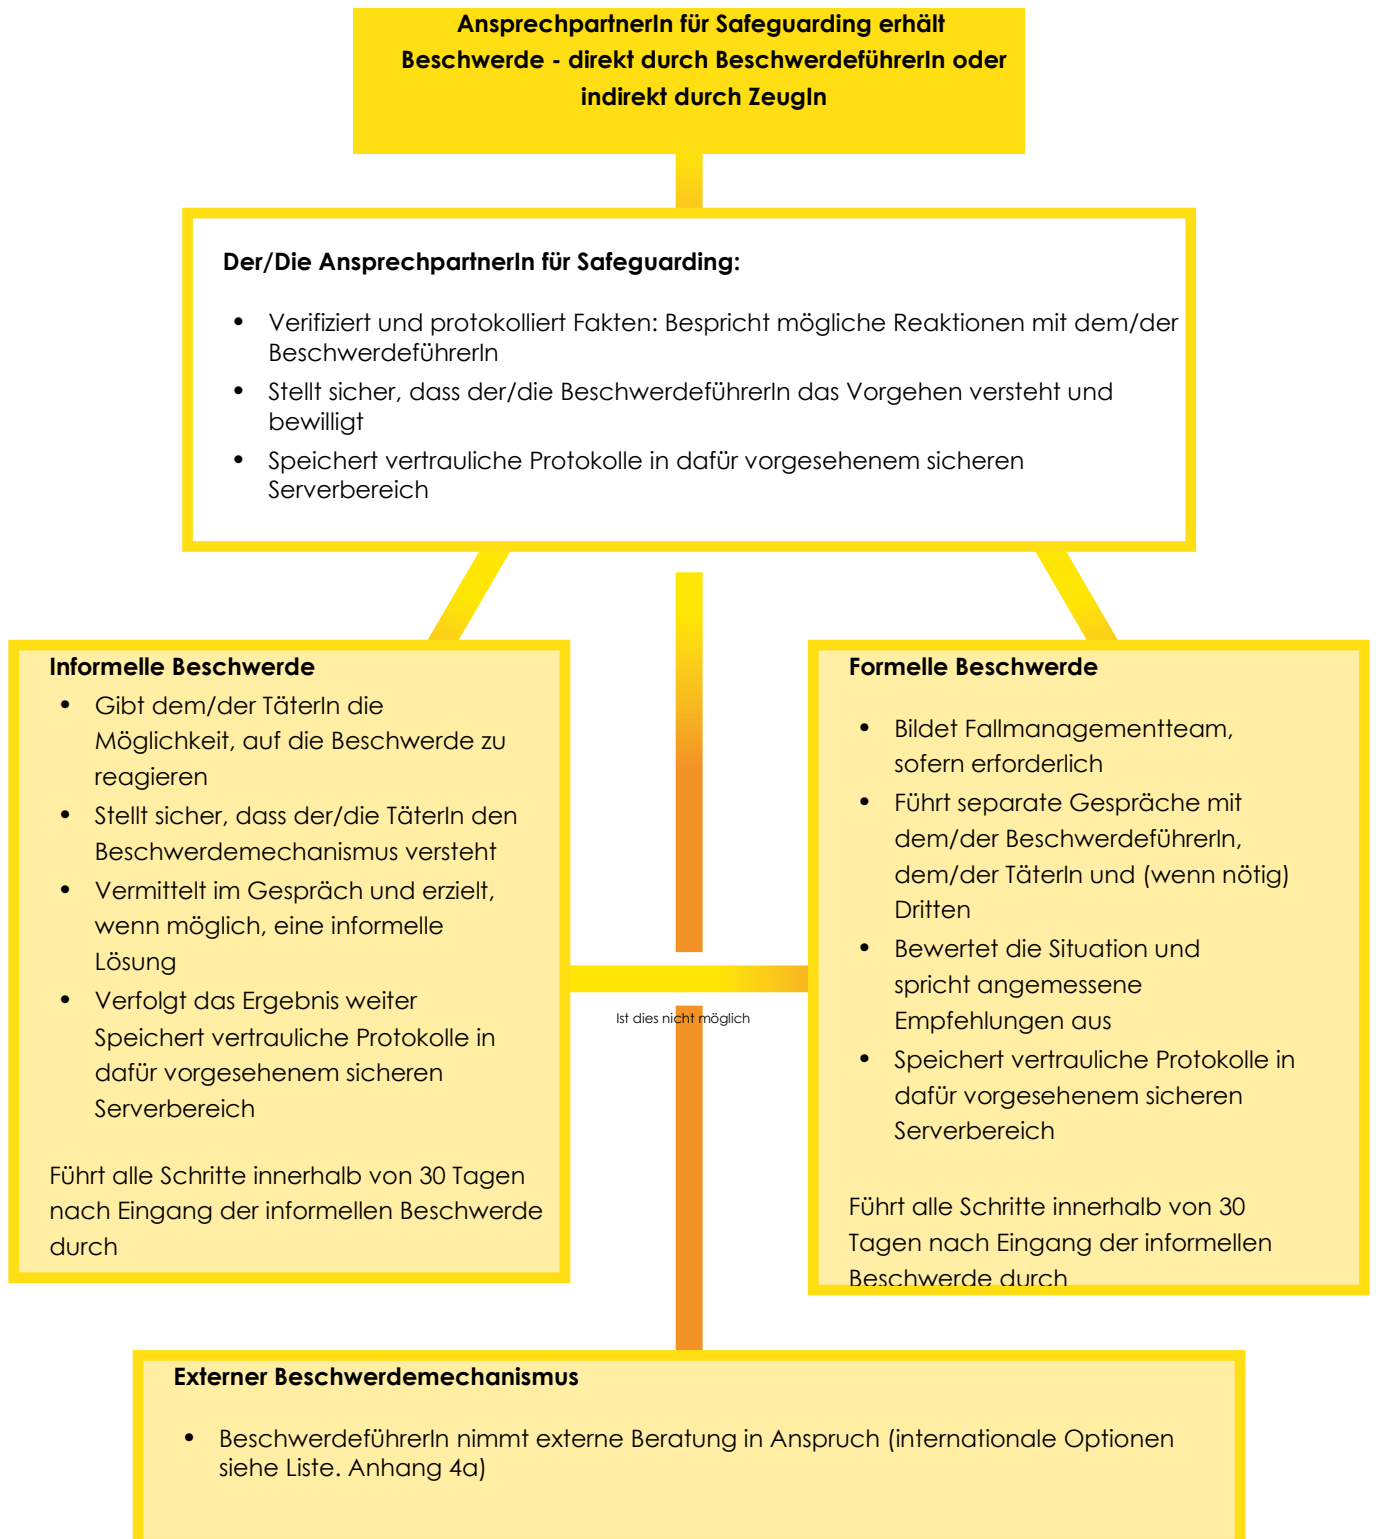 AnsprechpartnerIn für Safeguarding erhält
Beschwerde - direkt durch BeschwerdeführerIn oder
indirekt durch ZeugIn
Der/Die AnsprechpartnerIn für Safeguarding:
• Verifiziert und protokolliert Fakten: Bespricht mögliche Reaktionen mit dem/der
BeschwerdeführerIn
• Stellt sicher, dass der/die BeschwerdeführerIn das Vorgehen versteht und
bewilligt
• Speichert vertrauliche Protokolle in dafür vorgesehenem sicheren
Serverbereich
Informelle Beschwerde
• Gibt dem/der TäterIn die
Möglichkeit, auf die Beschwerde zu
reagieren
• Stellt sicher, dass der/die TäterIn den
Beschwerdemechanismus versteht
• Vermittelt im Gespräch und erzielt,
wenn möglich, eine informelle
Lösung
• Verfolgt das Ergebnis weiter
Speichert vertrauliche Protokolle in
dafür vorgesehenem sicheren
Serverbereich
Führt alle Schritte innerhalb von 30 Tagen
nach Eingang der informellen Beschwerde
durch
Ist dies nicht möglich
Formelle Beschwerde
• Bildet Fallmanagementteam,
sofern erforderlich
• Führt separate Gespräche mit
dem/der BeschwerdeführerIn,
dem/der TäterIn und (wenn nötig)
Dritten
• Bewertet die Situation und
spricht angemessene
Empfehlungen aus
• Speichert vertrauliche Protokolle in
dafür vorgesehenem sicheren
Serverbereich
Führt alle Schritte innerhalb von 30
Tagen nach Eingang der informellen
Beschwerde durch
Externer Beschwerdemechanismus
• BeschwerdeführerIn nimmt externe Beratung in Anspruch (internationale Optionen
siehe Liste. Anhang 4a)